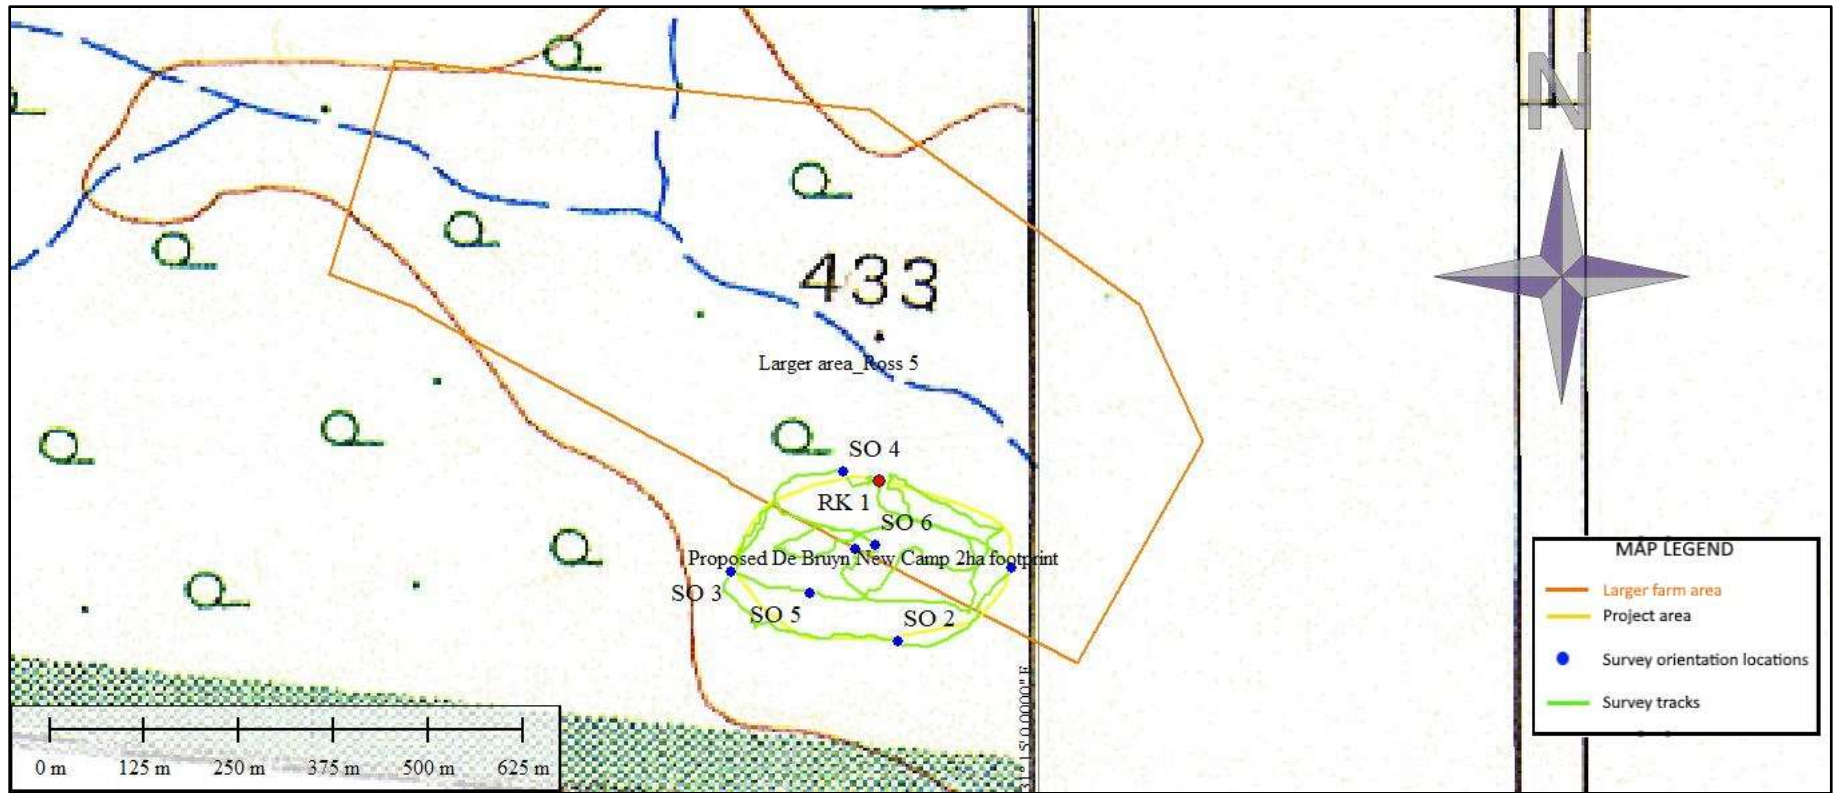 N
433
Larger area_Ross 5
SO 4
RK 1
SO 6
Proposed De Bruyn New Camp 2ha footprint
SO 3
SO 5
SO 2
MAP LEGEND
Larger farm area
Project area
Survey orientation locations
Survey tracks
0 m 125 m 250 m 375 m 500 m 625 m